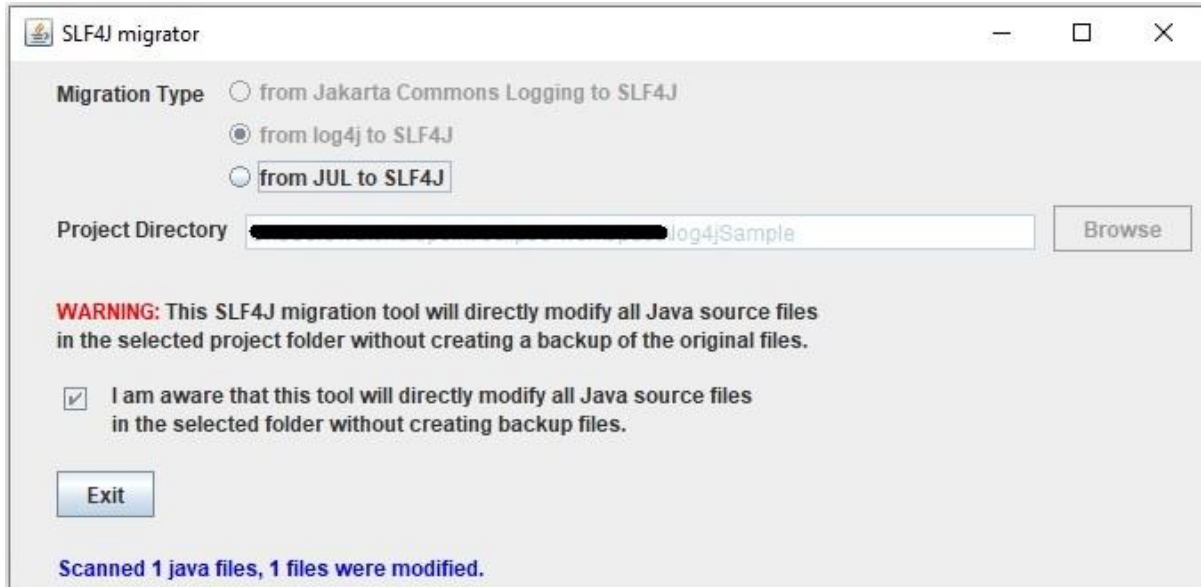 SLF4J migrator
Migration Type
from Jakarta Commons Logging to SLF4J
from log4j to SLF4J
from JUL to SLF4J
Project Directory
log4jSample
Browse
WARNING: This SLF4J migration tool will directly modify all Java source files
in the selected project folder without creating a backup of the original files.
I am aware that this tool will directly modify all Java source files
in the selected folder without creating backup files.
Exit
Scanned 1 java files, 1 files were modified.